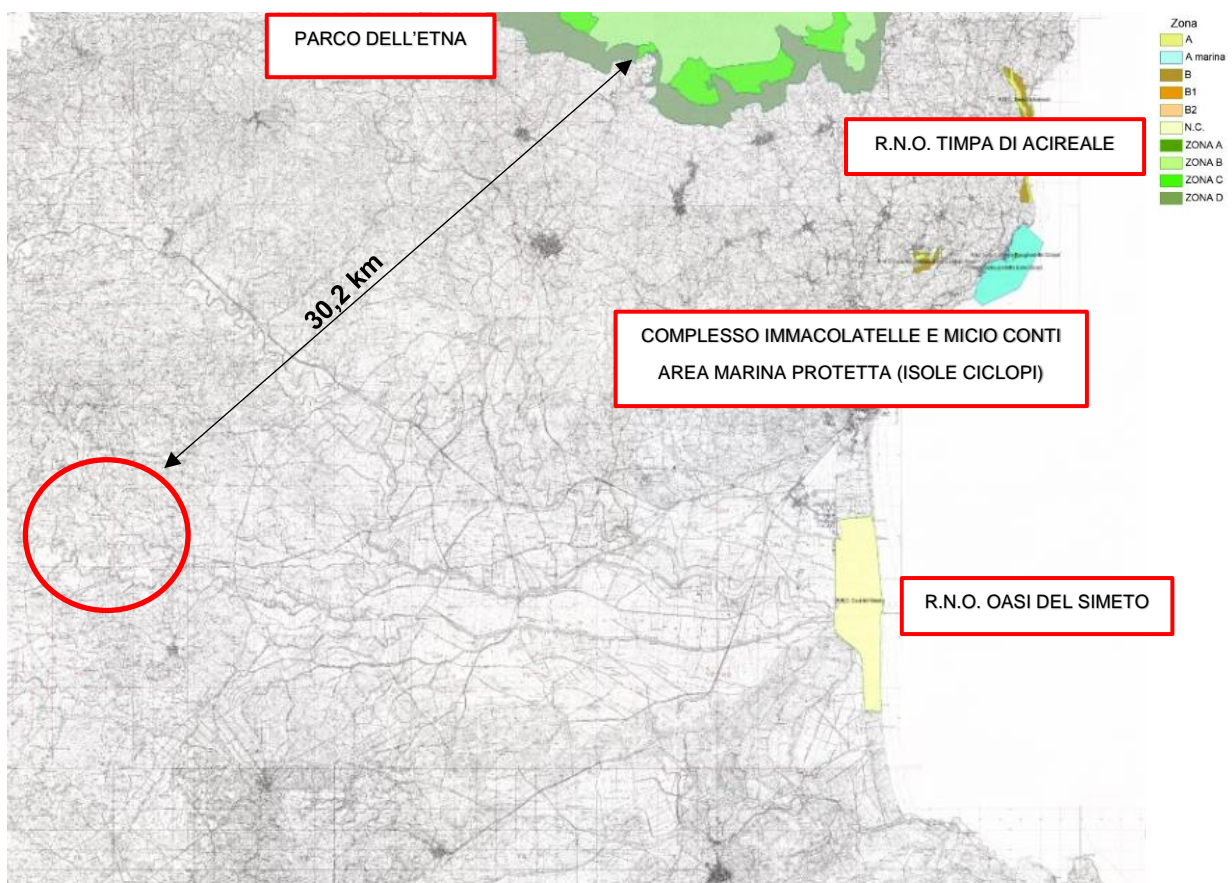 PARCO DELL'ETNA
Zona
A
A marina
B
B1
B2
N.C.
ZONA A
ZONA B
ZONA C
ZONA D
R.N.O. TIMPA DI ACIREALE
30,2 km
COMPLESSO IMMACOLATELLE E MICIO CONTI
AREA MARINA PROTETTA (ISOLE CICLOPI)
R.N.O. OASI DEL SIMETO